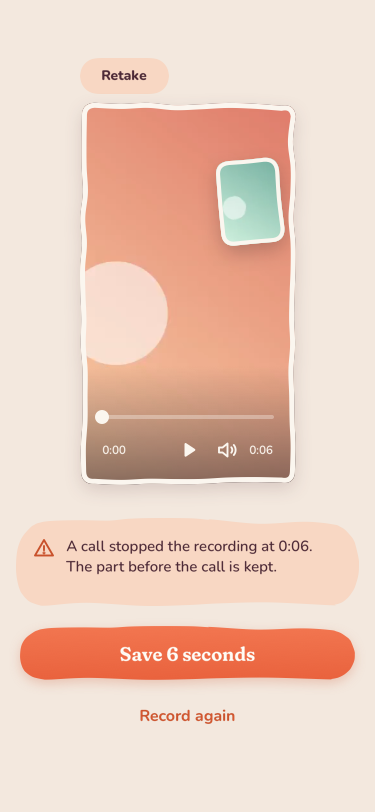 Retake
0:00
0:06
A call stopped the recording at 0:06.
The part before the call is kept.
Save 6 seconds
Record again